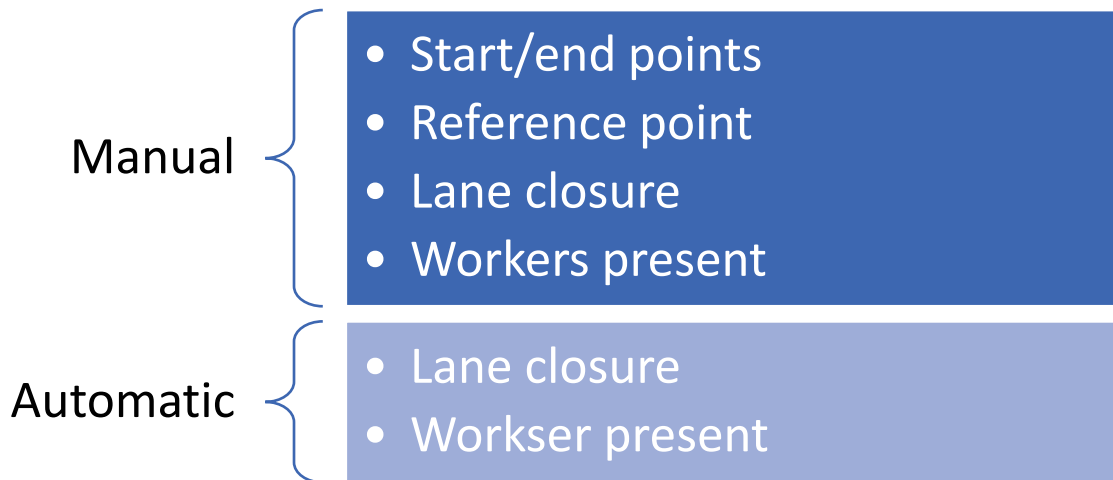 Manual
• Start/end points
• Reference point
• Lane closure
• Workers present
Automatic
• Lane closure
• Workser present